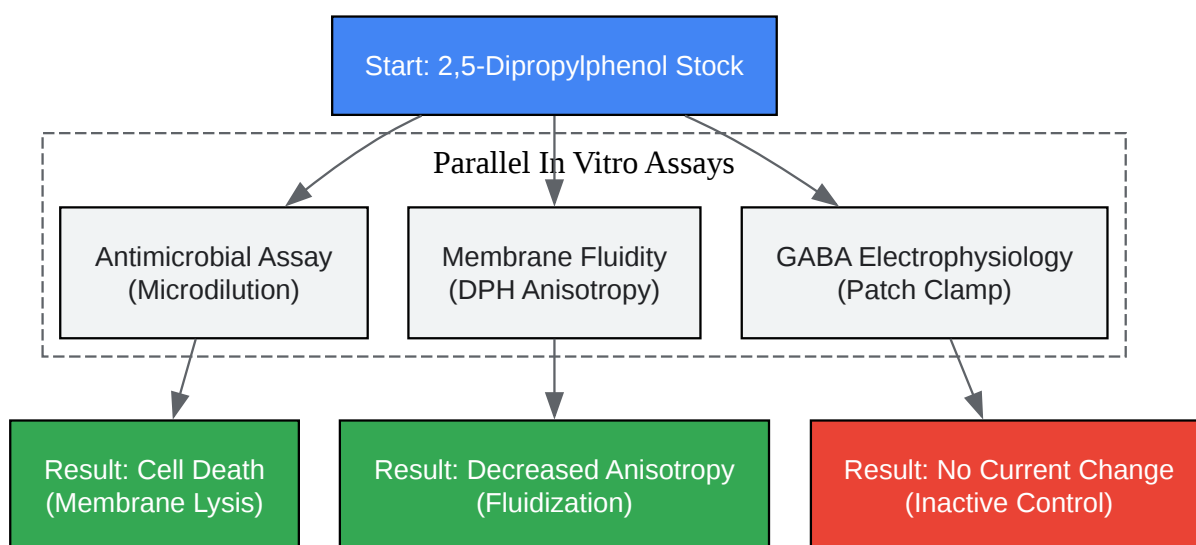 Start: 2,5-Dipropylphenol Stock
Parallel In Vitro Assays
Antimicrobial Assay
(Microdilution)
Membrane Fluidity
(DPH Anisotropy)
GABA Electrophysiology
(Patch Clamp)
Result: Cell Death
(Membrane Lysis)
Result: Decreased Anisotropy
(Fluidization)
Result: No Current Change
(Inactive Control)